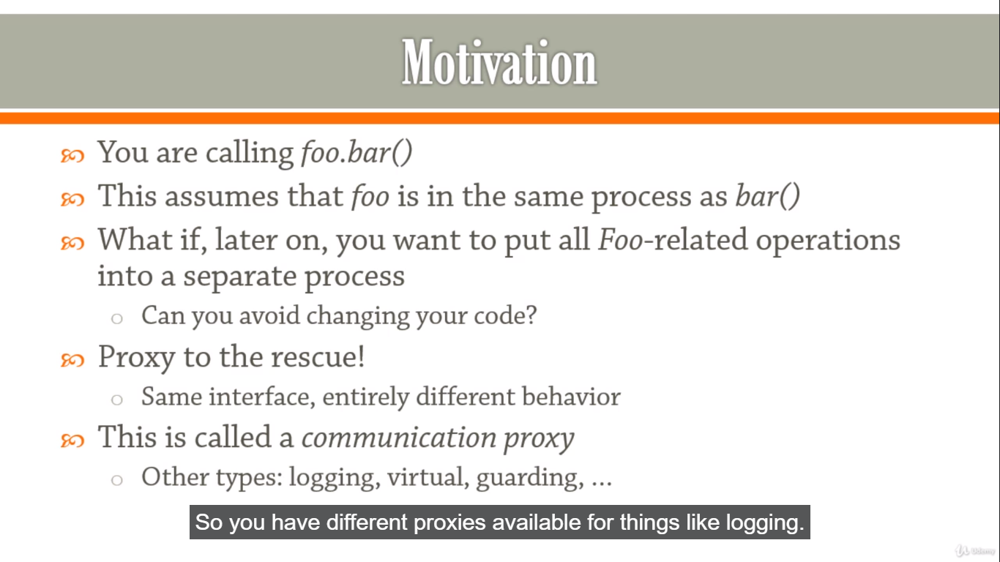 Motivation
You are calling foo.bar()
This assumes that foo is in the same process as bar()
What if, later on, you want to put all Foo-related operations
into a separate process
Can you avoid changing your code?
Proxy to the rescue!
Same interface, entirely different behavior
This is called a communication proxy
Other types: logging, virtual, guarding, ...
So you have different proxies available for things like logging.
Udemy